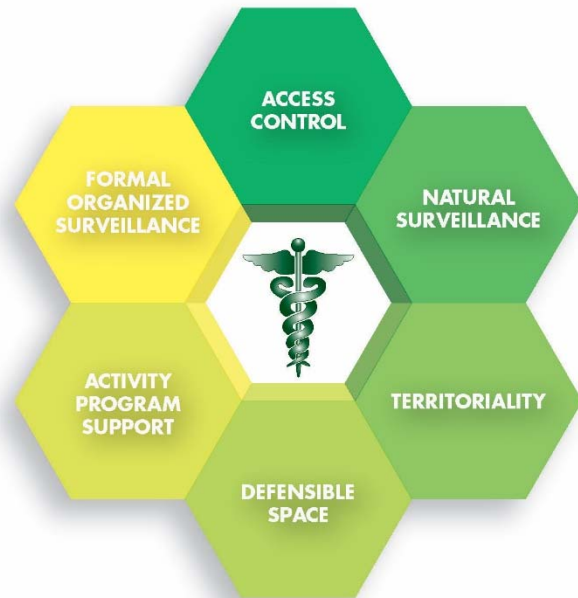 ACCESS
CONTROL
NATURAL
SURVEILLANCE
TERRITORIALITY
DEFENSIBLE
SPACE
ACTIVITY
PROGRAM
SUPPORT
FORMAL
ORGANIZED
SURVEILLANCE